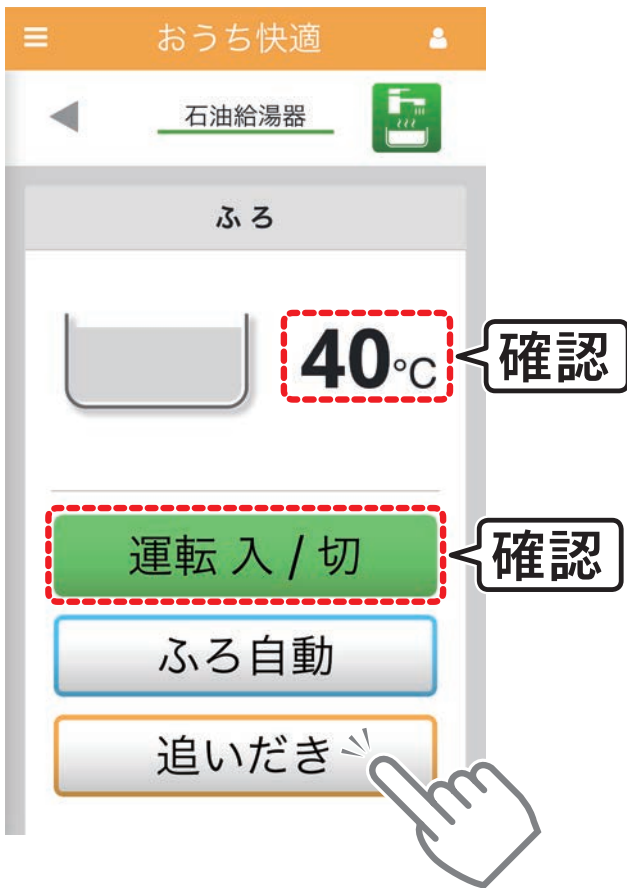 おうち快適
石油給湯器
ふろ
40℃
確認
運転 入 / 切
確認
ふろ自動
追いだき